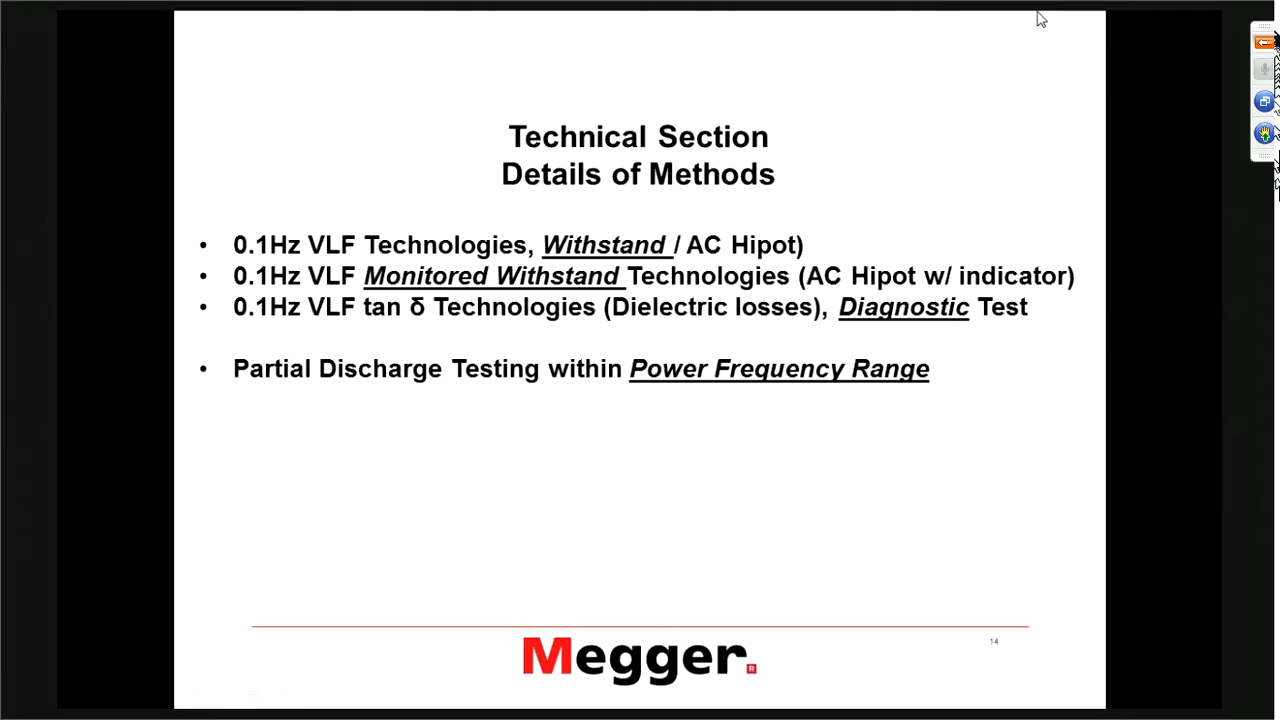 Technical Section
Details of Methods
• 0.1Hz VLF Technologies, Withstand / AC Hipot)
• 0.1Hz VLF Monitored Withstand Technologies (AC Hipot w/ indicator)
• 0.1Hz VLF tan δ Technologies (Dielectric losses), Diagnostic Test
• Partial Discharge Testing within Power Frequency Range
14
Megger.
R